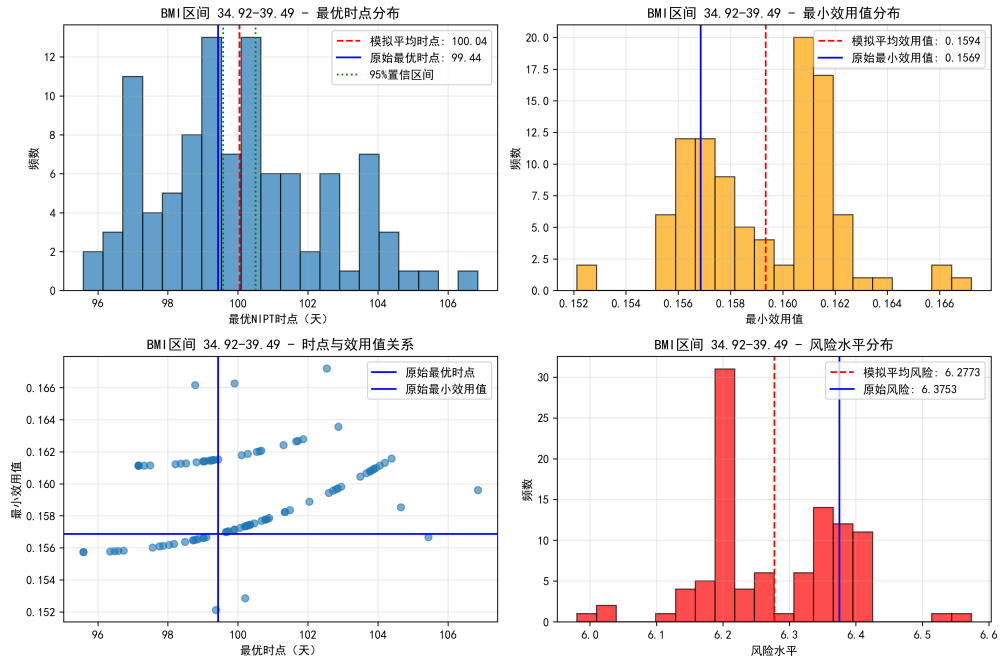 BMI区间 34.92-39.49 - 最优时点分布
模拟平均时点: 100.04
原始最优时点: 99.44
95%置信区间
频数
12
10
8
6
4
2
0
96 98 100 102 104 106
最优NIPT时点（天）
BMI区间 34.92-39.49 - 最小效用值分布
模拟平均效用值: 0.1594
原始最小效用值: 0.1569
频数
20.0
17.5
15.0
12.5
10.0
7.5
5.0
2.5
0.0
0.152 0.154 0.156 0.158 0.160 0.162 0.164 0.166
最小效用值
BMI区间 34.92-39.49 - 时点与效用值关系
原始最优时点
原始最小效用值
最小效用值
0.166
0.164
0.162
0.160
0.158
0.156
0.154
0.152
96 98 100 102 104 106
最优时点（天）
BMI区间 34.92-39.49 - 风险水平分布
模拟平均风险: 6.2773
原始风险: 6.3753
频数
30
25
20
15
10
5
0
6.0 6.1 6.2 6.3 6.4 6.5 6.6
风险水平